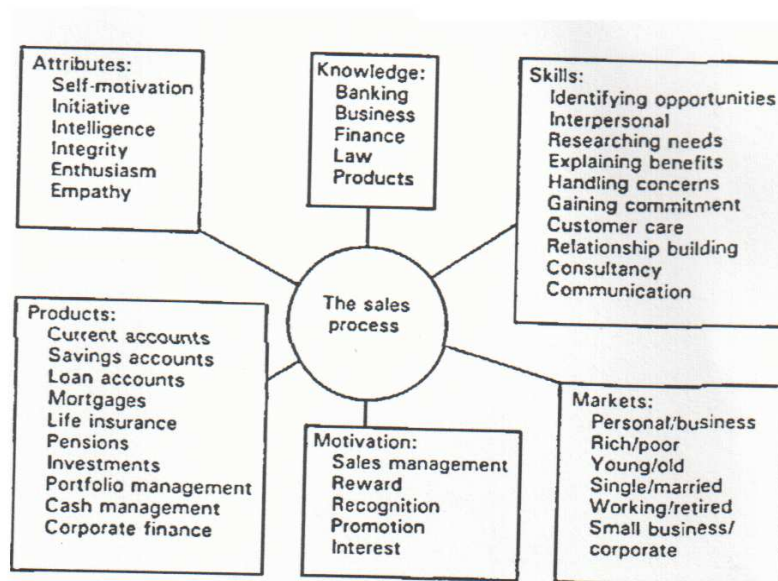 Attributes:
Self-motivation
Initiative
Intelligence
Integrity
Enthusiasm
Empathy
Knowledge:
Banking
Business
Finance
Law
Products
Skills:
Identifying opportunities
Interpersonal
Researching needs
Explaining benefits
Handling concerns
Gaining commitment
Customer care
Relationship building
Consultancy
Communication
The sales
process
Products:
Current accounts
Savings accounts
Loan accounts
Mortgages
Life insurance
Pensions
Investments
Portfolio management
Cash management
Corporate finance
Motivation:
Sales management
Reward
Recognition
Promotion
Interest
Markets:
Personal/business
Rich/poor
Young/old
Single/married
Working/retired
Small business/
corporate